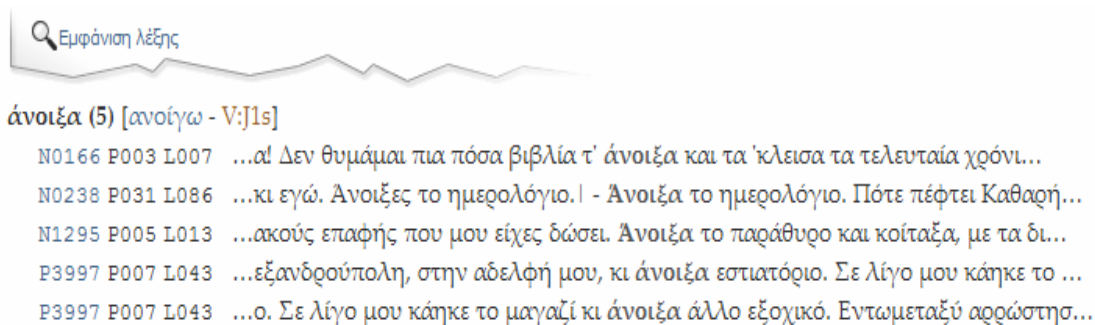 Εμφάνιση λέξης
άνοιξα (5) [ανοίγω - V:J1s]
N0166 P003 L007 ...α! Δεν θυμάμαι πια πόσα βιβλία τ' άνοιξα και τα 'κλεισα τα τελευταία χρόνι...
N0238 P031 L086 ...κι εγώ. Άνοιξες το ημερολόγιο.| - Άνοιξα το ημερολόγιο. Πότε πέφτει Καθαρή...
N1295 P005 L013 ...ακούς επαφής που μου είχες δώσει. Άνοιξα το παράθυρο και κοίταξα, με τα δι...
P3997 P007 L043 ...εξανδρούπολη, στην αδελφή μου, κι άνοιξα εστιατόριο. Σε λίγο μου κάηκε το ...
P3997 P007 L043 ...ο. Σε λίγο μου κάηκε το μαγαζί κι άνοιξα άλλο εξοχικό. Εντωμεταξύ αρρώστησ...